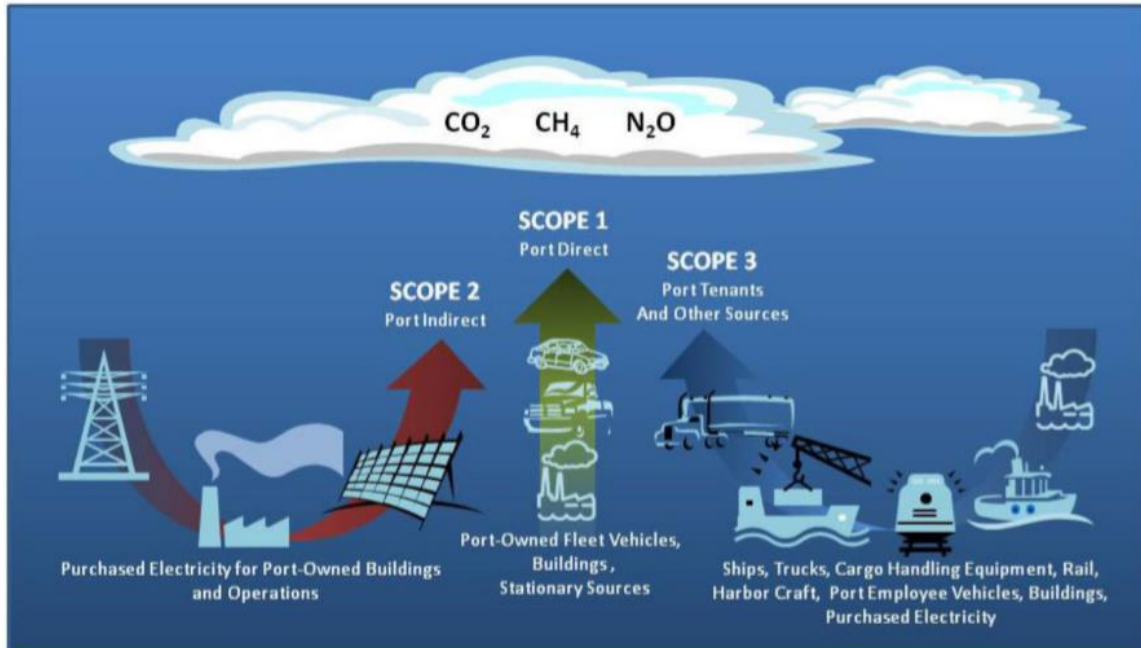 CO₂ CH₄ N₂O
SCOPE 1
Port Direct
SCOPE 2
Port Indirect
SCOPE 3
Port Tenants
And Other Sources
Purchased Electricity for Port-Owned Buildings
and Operations
Port-Owned Fleet Vehicles,
Buildings ,
Stationary Sources
Ships, Trucks, Cargo Handling Equipment, Rail,
Harbor Craft, Port Employee Vehicles, Buildings,
Purchased Electricity